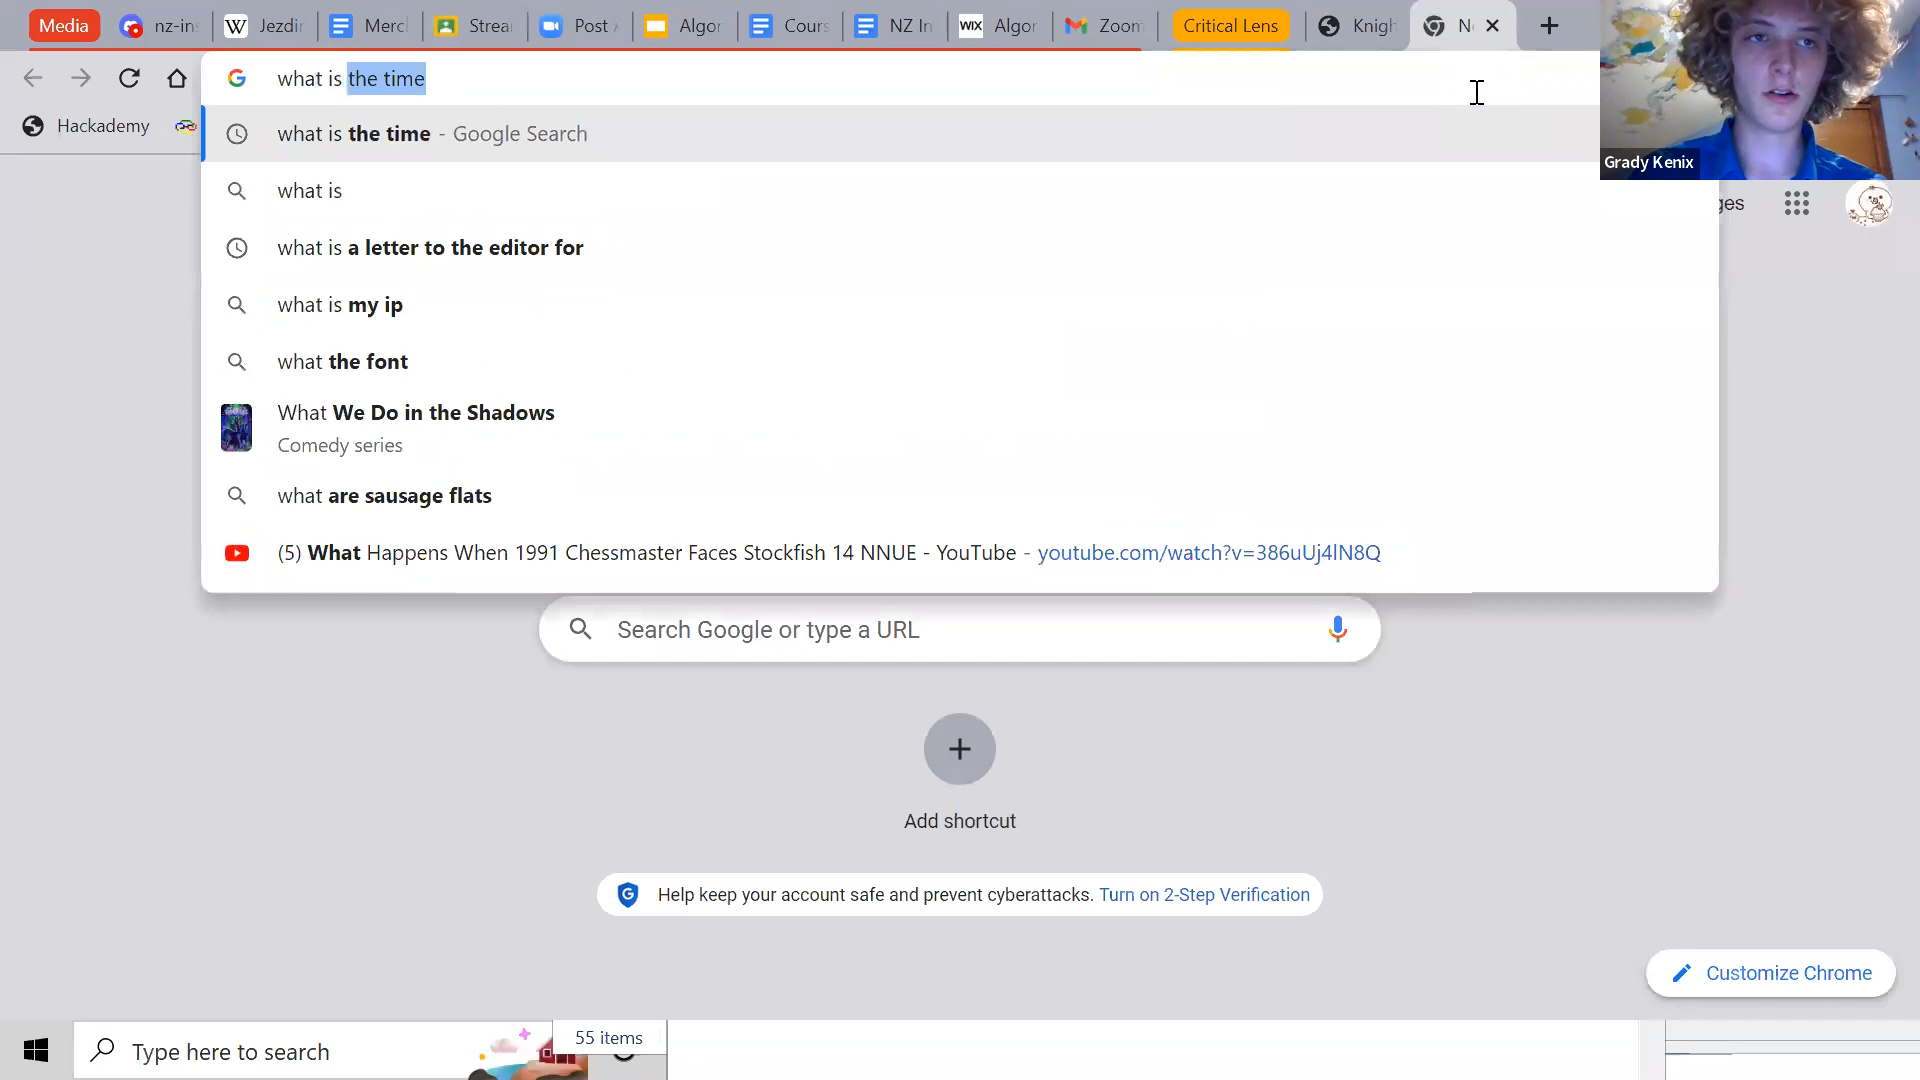 Media
nz-ins
Jezdin
Merch
Strea
Post A
Algor
Cours
NZ In
WIX
Algor
Zoom
Critical Lens
Knigh
what is the time
Hackademy
what is the time - Google Search
what is
what is a letter to the editor for
what is my ip
what the font
What We Do in the Shadows
Comedy series
what are sausage flats
(5) What Happens When 1991 Chessmaster Faces Stockfish 14 NNUE - YouTube - youtube.com/watch?v=386uUj4lN8Q
Grady Kenix
ges
Search Google or type a URL
Add shortcut
Help keep your account safe and prevent cyberattacks. Turn on 2-Step Verification
Customize Chrome
Type here to search
55 items